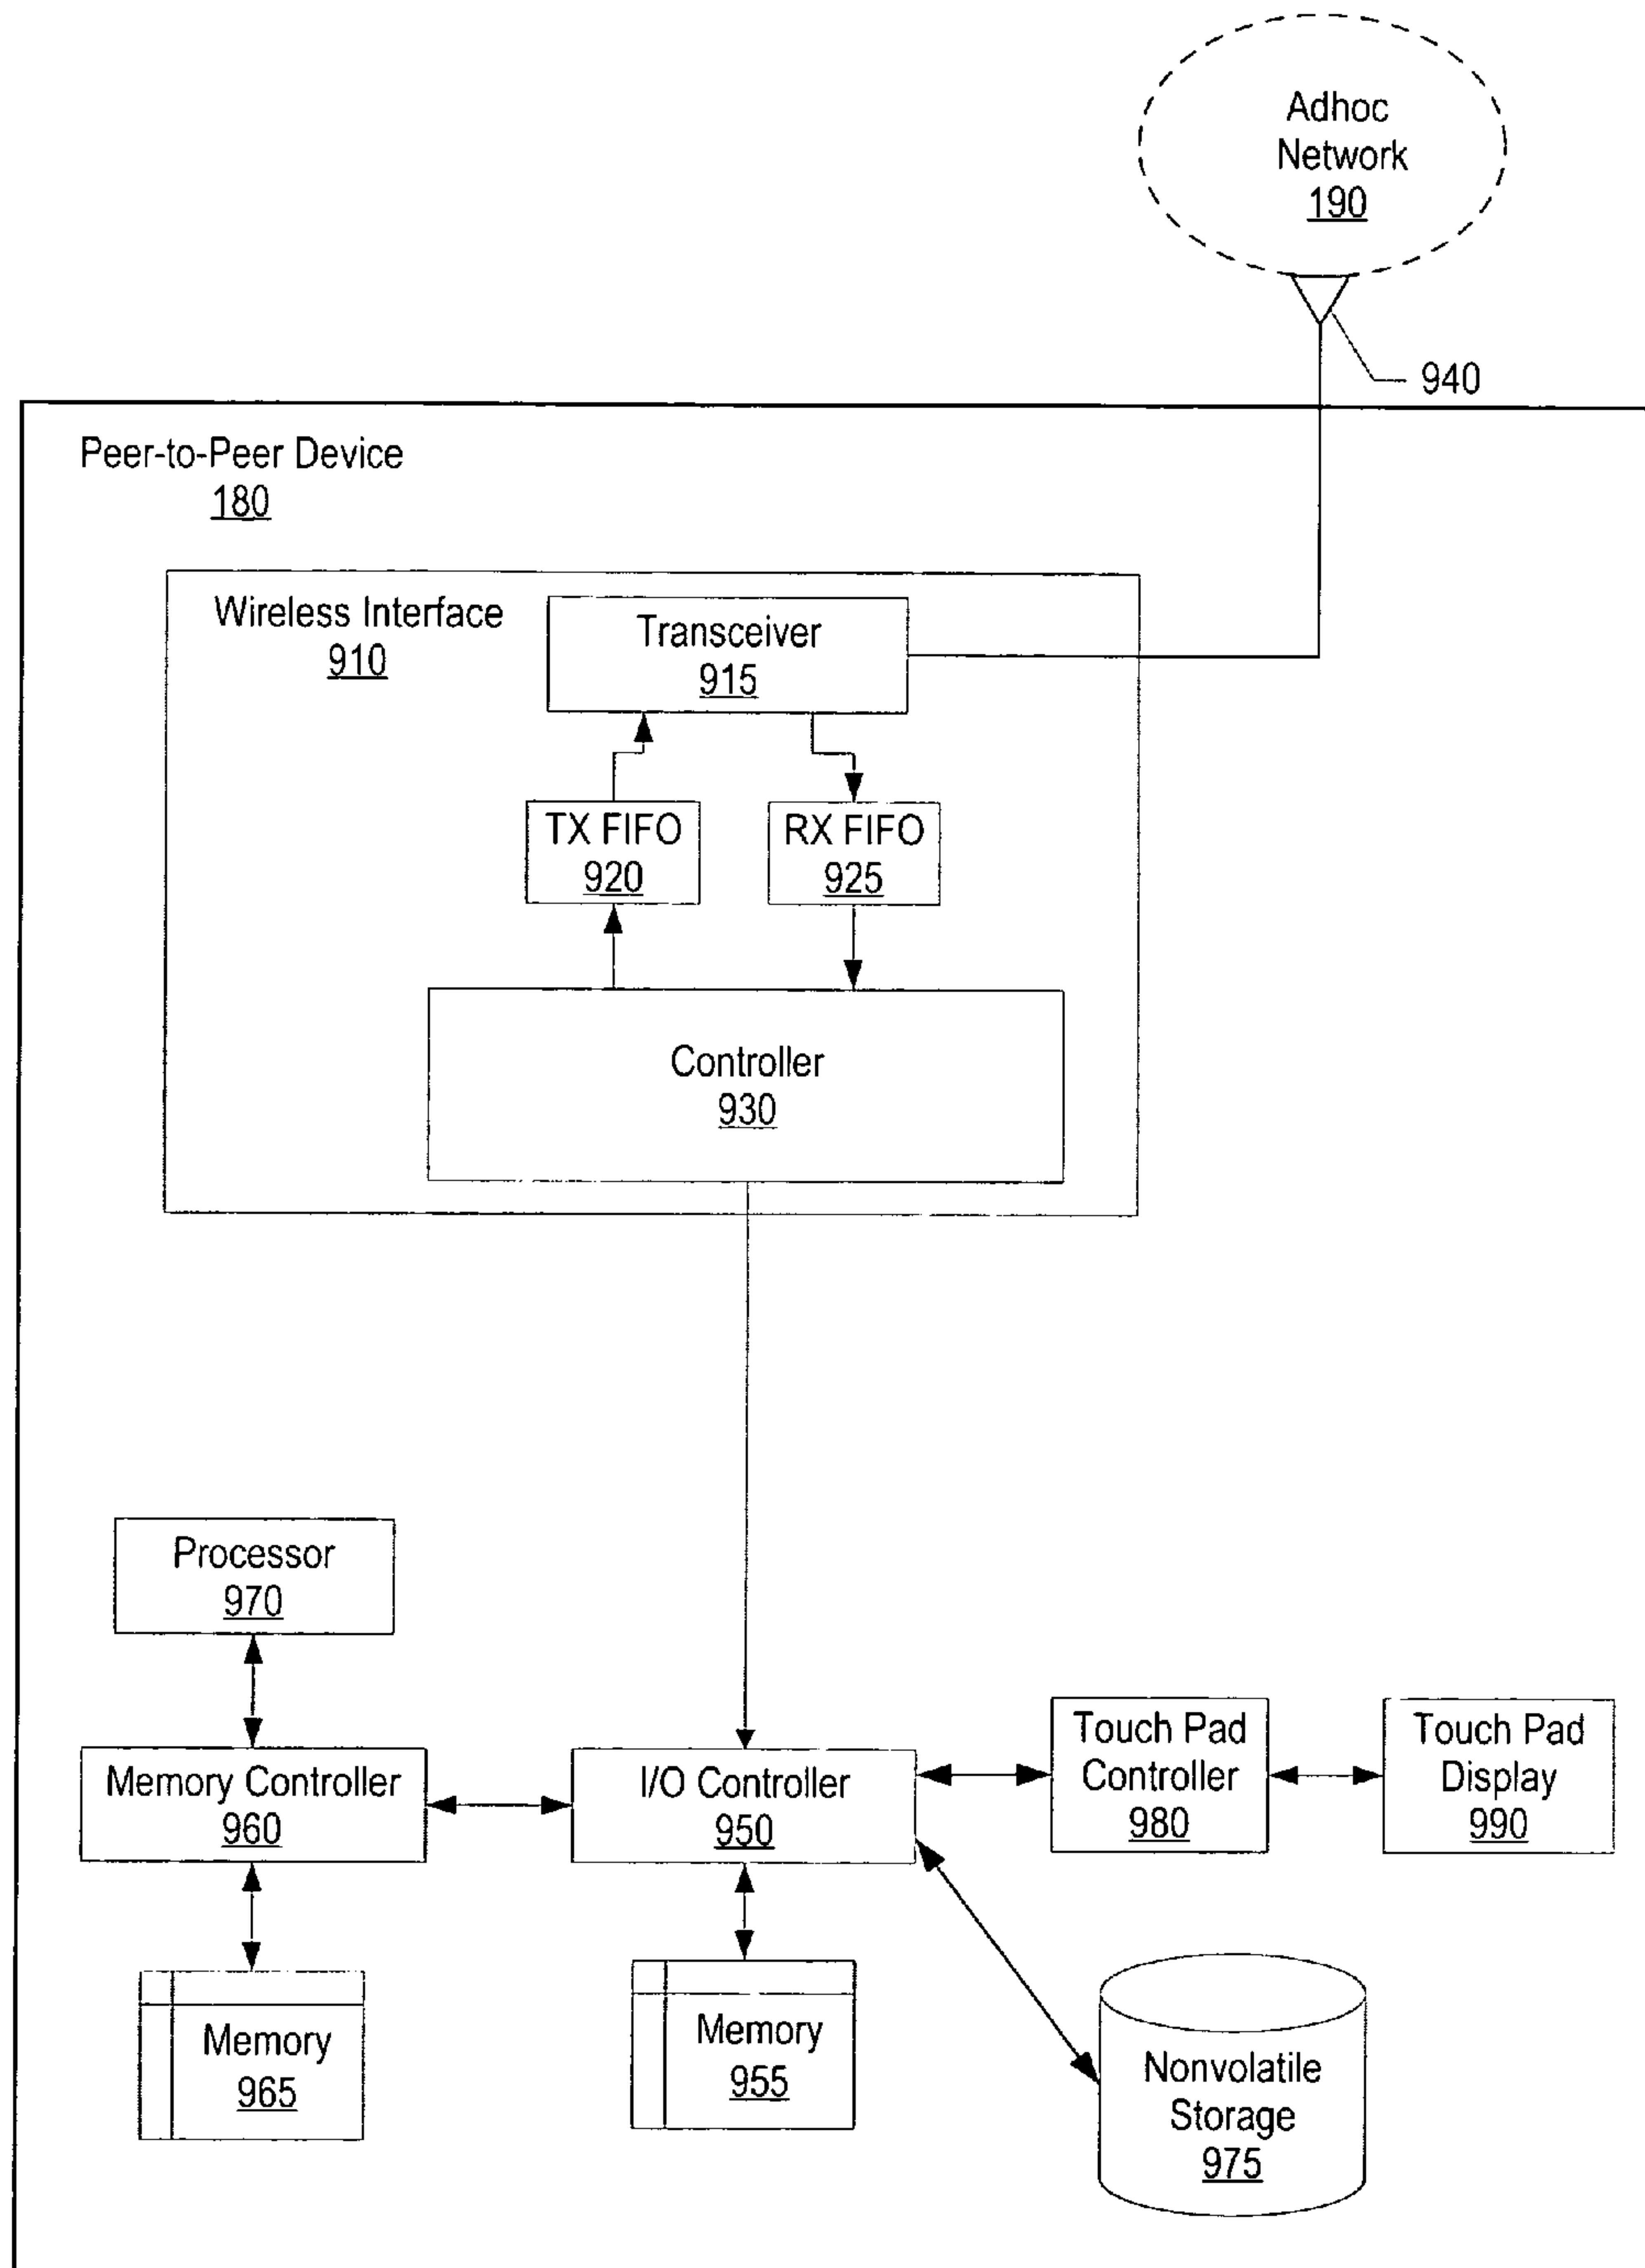 Adhoc
Network
190
940
Peer-to-Peer Device
180
Wireless Interface
910
Transceiver
915
TX FIFO
920
RX FIFO
925
Controller
930
Processor
970
Memory Controller
960
I/O Controller
950
Touch Pad
Controller
980
Touch Pad
Display
990
Memory
965
Memory
955
Nonvolatile
Storage
975